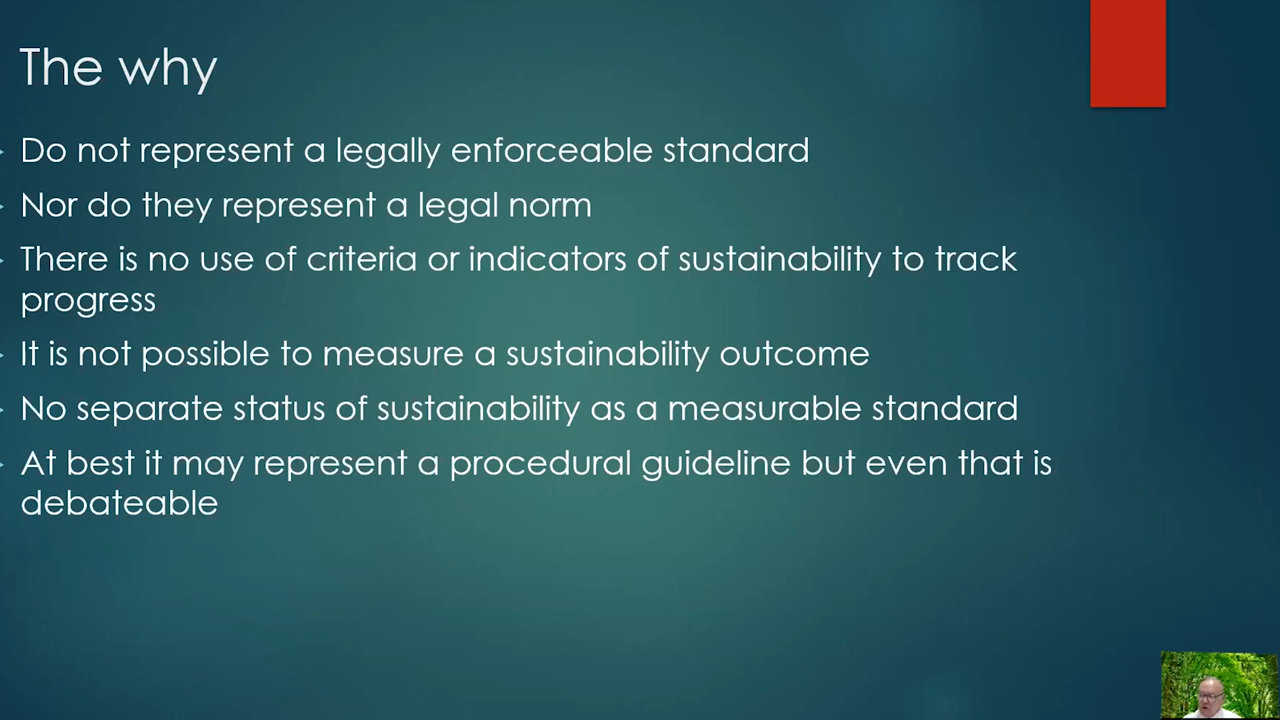 The why
Do not represent a legally enforceable standard
Nor do they represent a legal norm
There is no use of criteria or indicators of sustainability to track
progress
It is not possible to measure a sustainability outcome
No separate status of sustainability as a measurable standard
At best it may represent a procedural guideline but even that is
debateable